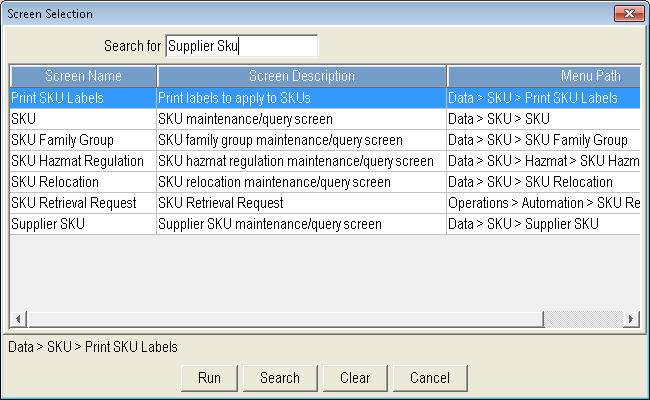 Screen Selection
Search for Supplier Sku
Screen Name Screen Description Menu Path
Print SKU Labels Print labels to apply to SKUs Data > SKU > Print SKU Labels
SKU SKU maintenance/query screen Data > SKU > SKU
SKU Family Group SKU family group maintenance/query screen Data > SKU > SKU Family Group
SKU Hazmat Regulation SKU hazmat regulation maintenance/query screen Data > SKU > Hazmat > SKU Hazm
SKU Relocation SKU relocation maintenance/query screen Data > SKU > SKU Relocation
SKU Retrieval Request SKU Retrieval Request Operations > Automation > SKU Re
Supplier SKU Supplier SKU maintenance/query screen Data > SKU > Supplier SKU
Data > SKU > Print SKU Labels
Run Search Clear Cancel